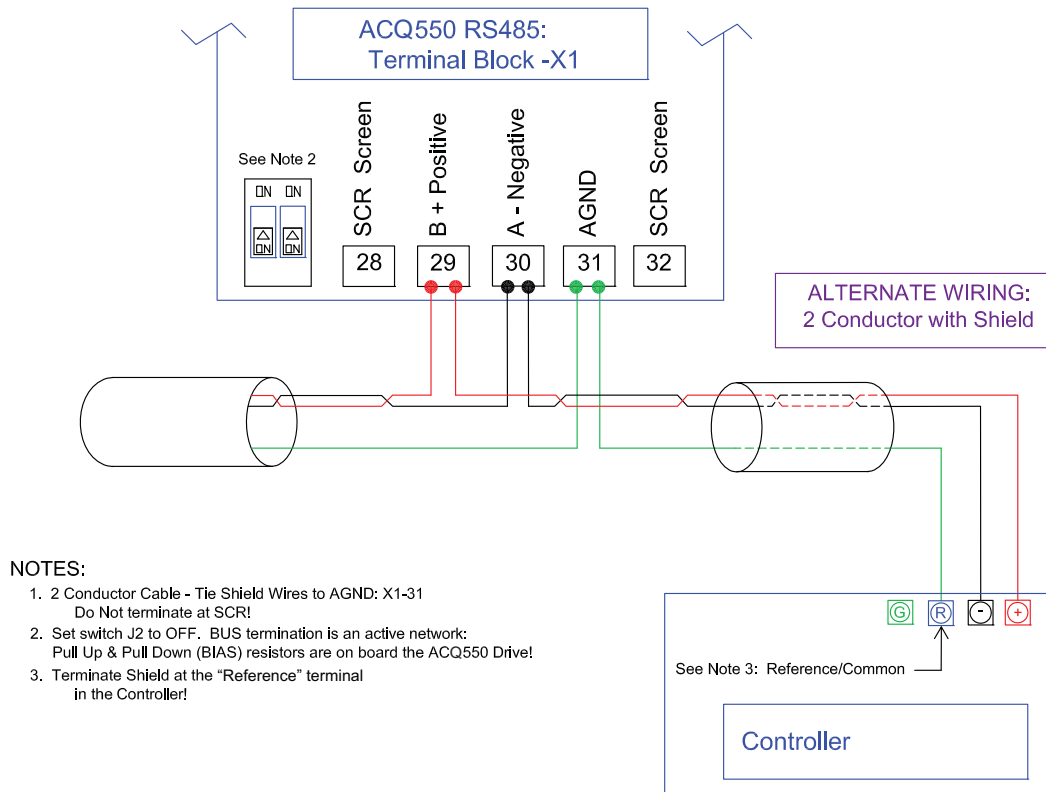 ACQ550 RS485:
Terminal Block -X1
See Note 2
ON ON
ON ON
SCR Screen
B + Positive
A - Negative
AGND
SCR Screen
28
29
30
31
32
ALTERNATE WIRING:
2 Conductor with Shield
NOTES:
1. 2 Conductor Cable - Tie Shield Wires to AGND: X1-31
Do Not terminate at SCR!
2. Set switch J2 to OFF. BUS termination is an active network:
Pull Up & Pull Down (BIAS) resistors are on board the ACQ550 Drive!
3. Terminate Shield at the “Reference” terminal
in the Controller!
G R - +
See Note 3: Reference/Common
Controller